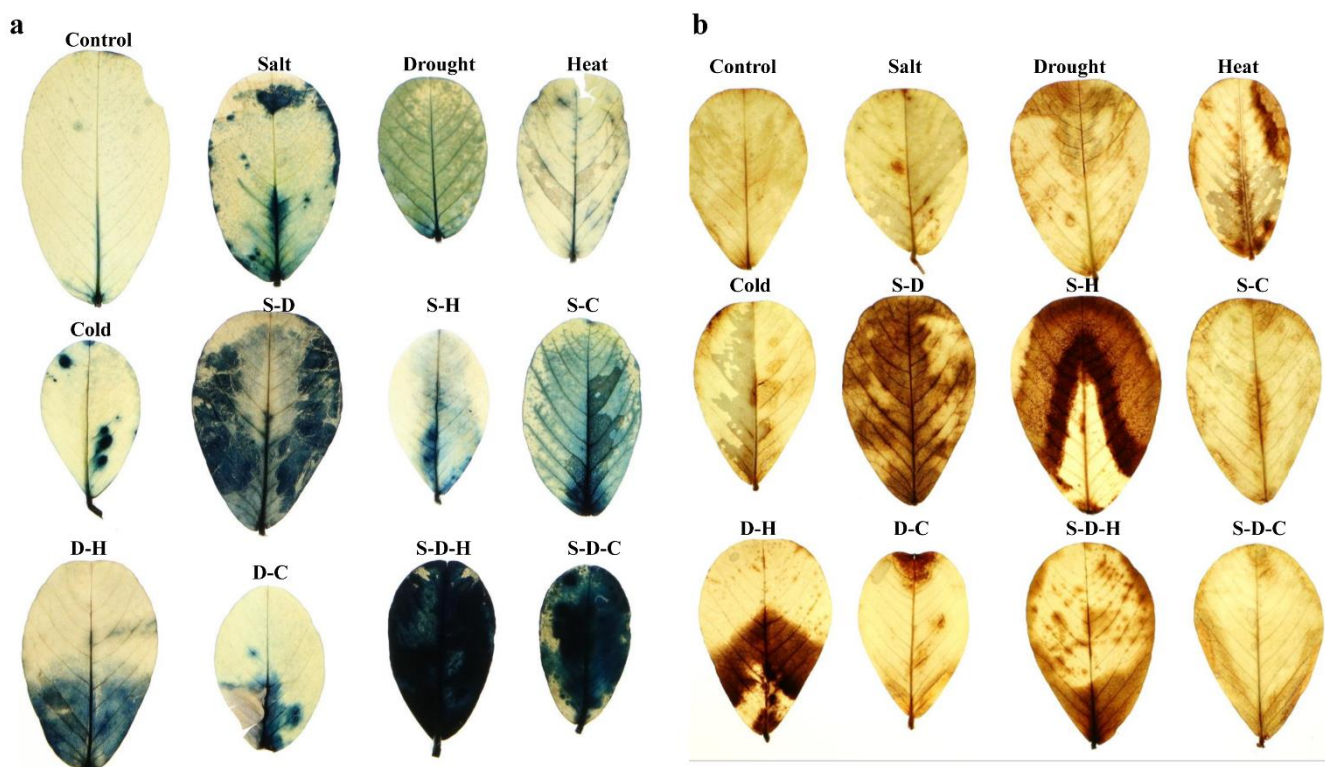 a
Control
Salt
Drought
Heat
Cold
S-D
S-H
S-C
D-H
D-C
S-D-H
S-D-C
b
Control
Salt
Drought
Heat
Cold
S-D
S-H
S-C
D-H
D-C
S-D-H
S-D-C